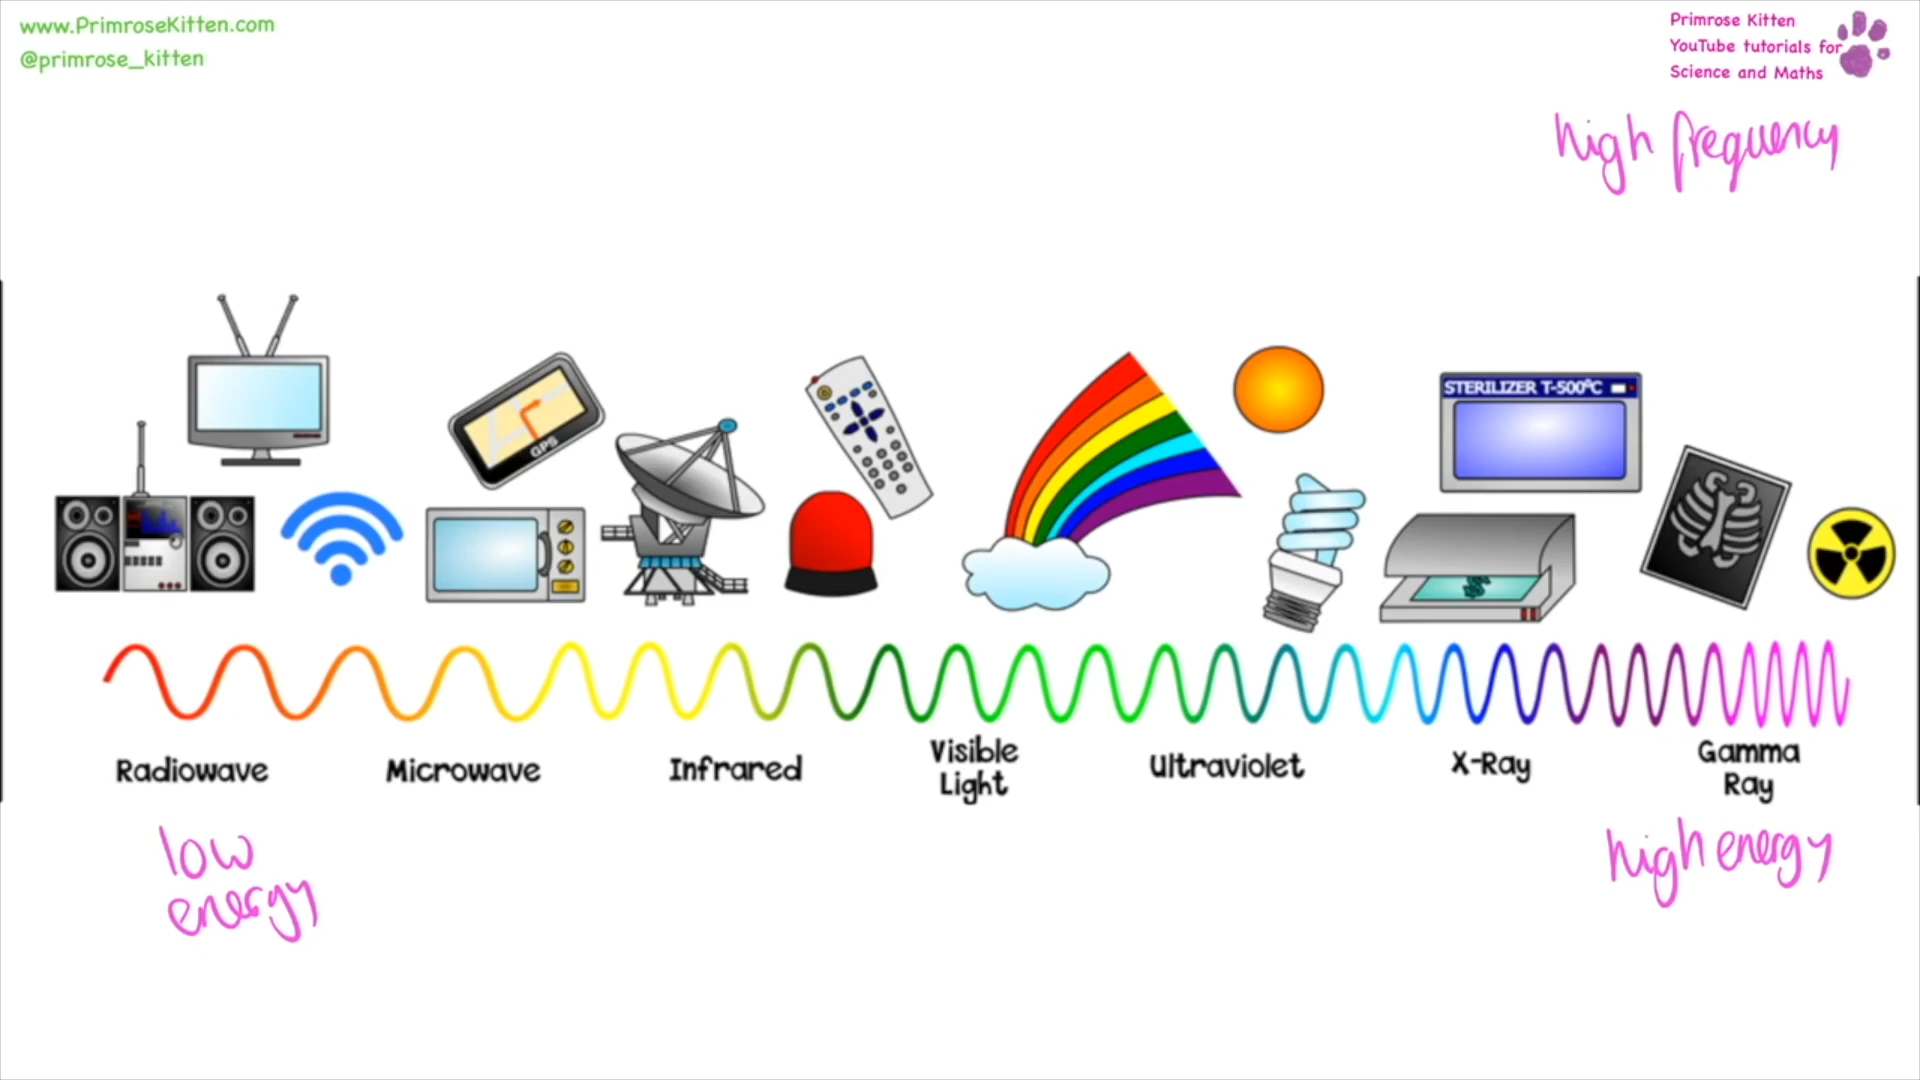 www.PrimroseKitten.com
@primrose_kitten
Primrose Kitten
YouTube tutorials for
Science and Maths
high frequency
GPS
STERILIZER T-500°C
Radiowave
Microwave
Infrared
Visible
Light
Ultraviolet
X-Ray
Gamma
Ray
low
energy
high energy